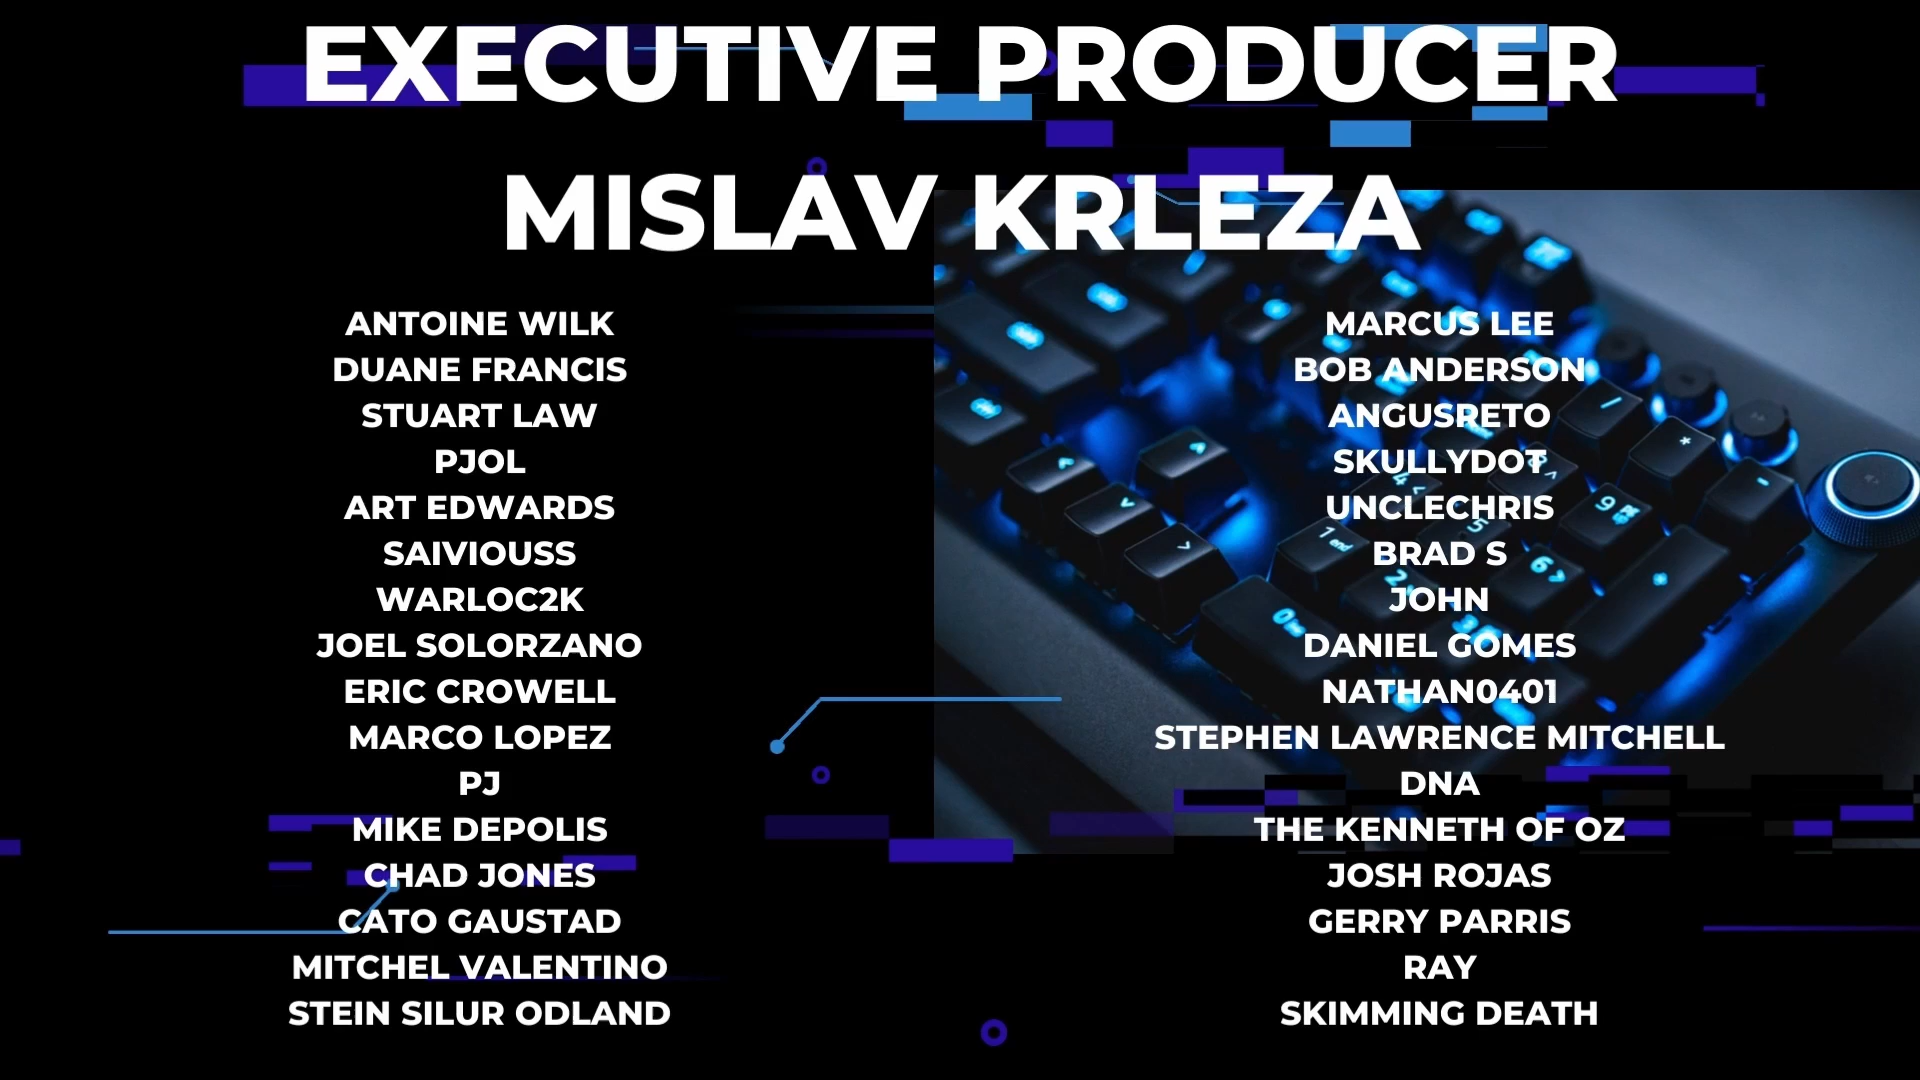 EXECUTIVE PRODUCER
MISLAV KRLEZA
ANTOINE WILK
DUANE FRANCIS
STUART LAW
PJOL
ART EDWARDS
SAIVIOUSS
WARLOC2K
JOEL SOLORZANO
ERIC CROWELL
MARCO LOPEZ
PJ
MIKE DEPOLIS
CHAD JONES
CATO GAUSTAD
MITCHEL VALENTINO
STEIN SILUR ODLAND
MARCUS LEE
BOB ANDERSON
ANGUSRETO
SKULLYDOT
UNCLECHRIS
BRAD S
JOHN
DANIEL GOMES
NATHAN0401
STEPHEN LAWRENCE MITCHELL
DNA
THE KENNETH OF OZ
JOSH ROJAS
GERRY PARRIS
RAY
SKIMMING DEATH